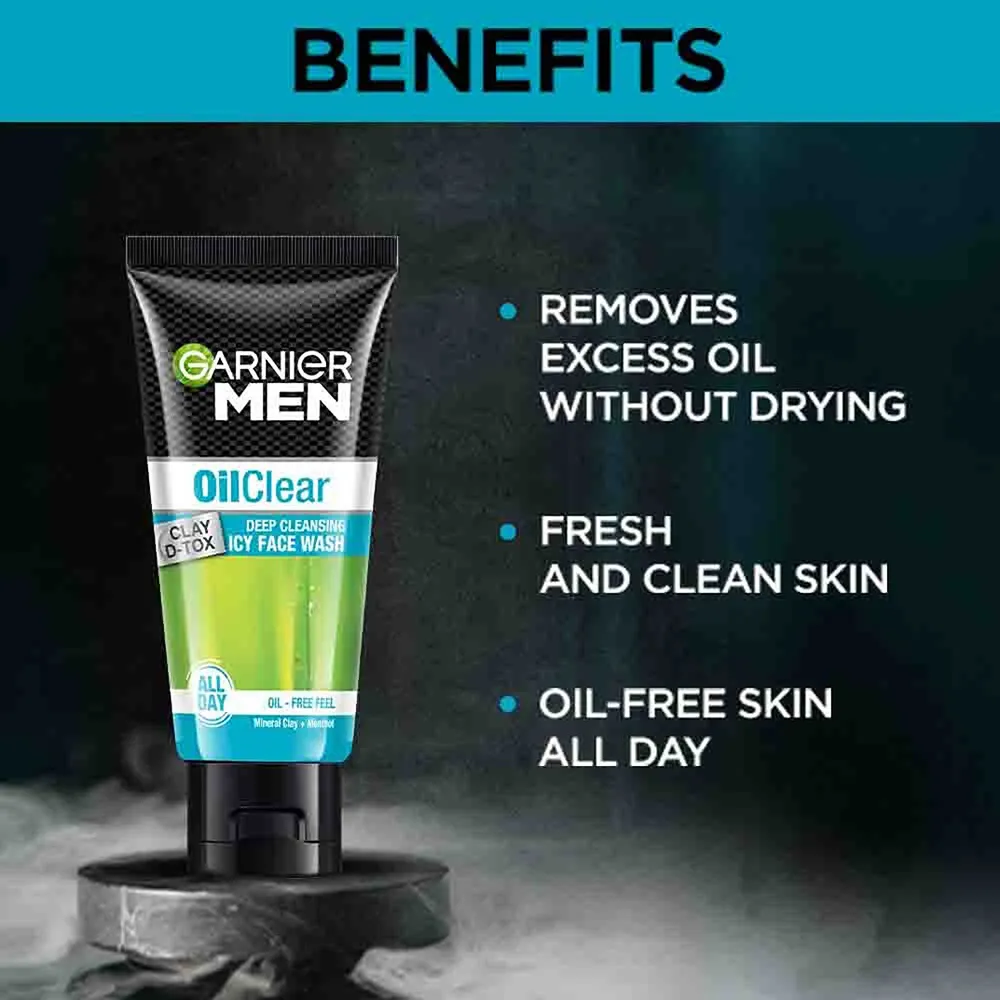 BENEFITS
GARNIER
MEN
OilClear
CLAY
D-TOX
DEEP CLEANSING
ICY FACE WASH
ALL
DAY
OIL - FREE FEEL
Mineral Clay + Menthol
• REMOVES
EXCESS OIL
WITHOUT DRYING
• FRESH
AND CLEAN SKIN
• OIL-FREE SKIN
ALL DAY